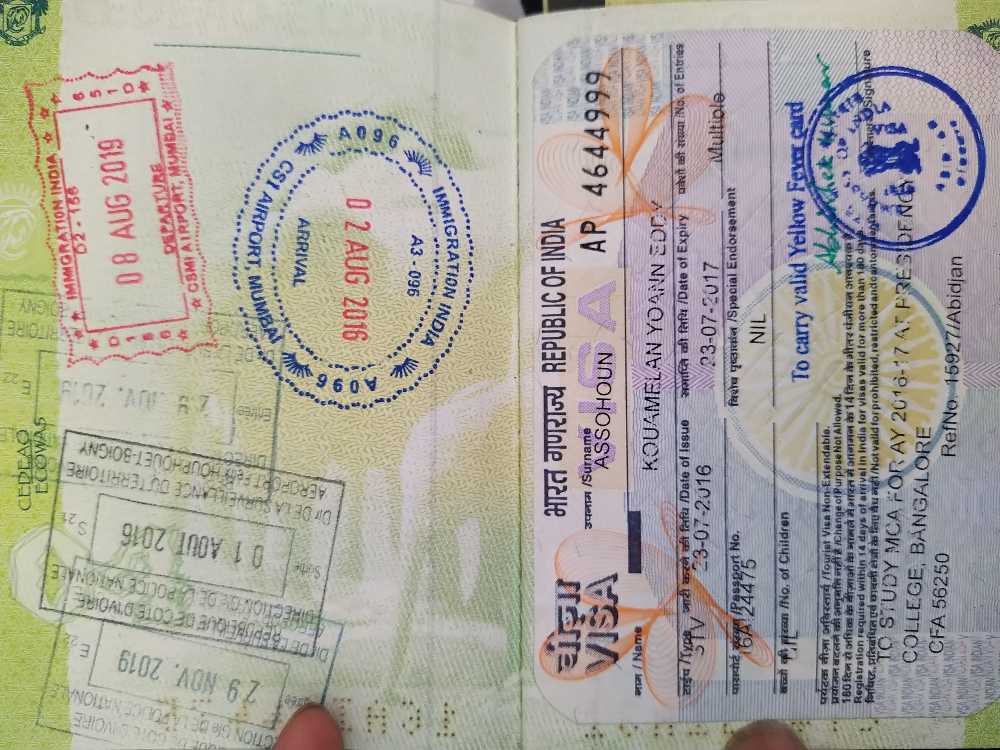 CEDEAO
ECOWAS
29 NOV. 2019
REPUBLIQUE DE COTE D'IVOIRE
DIRECTION DE LA POLICE NATIONALE
01 AOUT 2016
Sortie
S
Dir DE LA SURVEILLANCE DU TERRITOIRE
AEROPORT Felix HOUPHOUET-BOIGNY
29 NOV. 2019
Entrée
E 22
★ ★ IMMIGRATION INDIA ★ ★
D2 - 156
08 AUG 2019
DEPARTURE
★ CSMI AIRPORT, MUMBAI ★
CSI AIRPORT, MUMBAI
ARRIVAL
02 AUG 2016
A3 - 096
IMMIGRATION INDIA
A096
A096
वीज़ा
VISA
भारत गणराज्य REPUBLIC OF INDIA
VISA
उपनाम /Surname
ASSOHOUN
AP 4644999
नाम / Name
KOUAMELAN YOANN EDDY
टाईप /Type जारी करने की तिथि /Date of Issue समाप्ति की तिथि /Date of Expiry प्रवेशों की संख्या /No. of Entries
STV 23-07-2016 23-07-2017 Multiple
पासपोर्ट संख्या /Passport No. विशेष पृष्ठांकन /Special Endorsement
16AI24475 NIL
बच्चों की संख्या /No. of Children
NIL
To carry valid Yellow Fever card
Abhishek Kumar
पर्यटक वीज़ा अविस्तार्य /Tourist Visa Non-Extendable.
प्रयोजन बदलने की अनुमति नहीं है /Change of Purpose Not Allowed.
180 दिन से अधिक के वीज़ाओं के मामले में भारत में आगमन के 14 दिन के भीतर पंजीयन आवश्यक है
Registration required within 14 days of arrival in India for visas valid for more than 180 days.
/Not valid for prohibited, restricted and cantonment areas.
Signature
TO STUDY MCA FOR AY 2016-17 AT PRESIDENCY
COLLEGE, BANGALORE
CFA 56250 RefNo. 15927/Abidjan